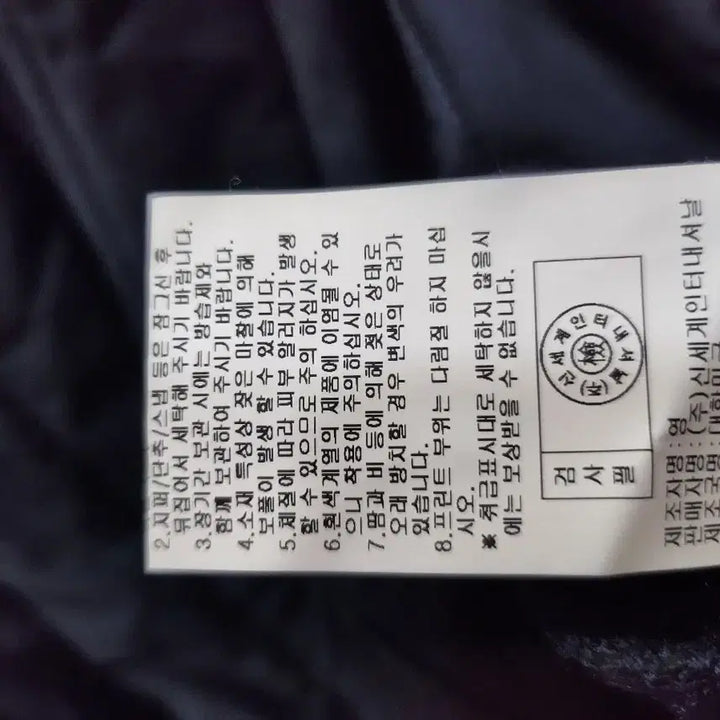 2.지퍼/단추/스냅 등은 잠그신 후
뒤집어서 세탁해 주시기 바랍니다.
3.장기간 보관 시에는 방습제와
함께 보관하여 주시기 바랍니다.
4.소재 특성상 잦은 마찰에 의해
보풀이 발생 할 수 있습니다.
5.체질에 따라 피부 알러지가 발생
할 수 있으므로 주의 하십시오.
6.흰색계열의 제품에 이염될 수 있
으니 착용에 주의하십시오.
7.땀과 비 등에 의해 젖은 상태로
오래 방치할 경우 변색의 우려가
있습니다.
8.프린트 부위는 다림질 하지 마십
시오.
※ 취급표시대로 세탁하지 않을시
에는 보상받을 수 없습니다.
검사필
(주)신세계인터내셔날
檢
제조자명:영
판매자명:(주)신세계인터내셔날
제조국명:대한민국